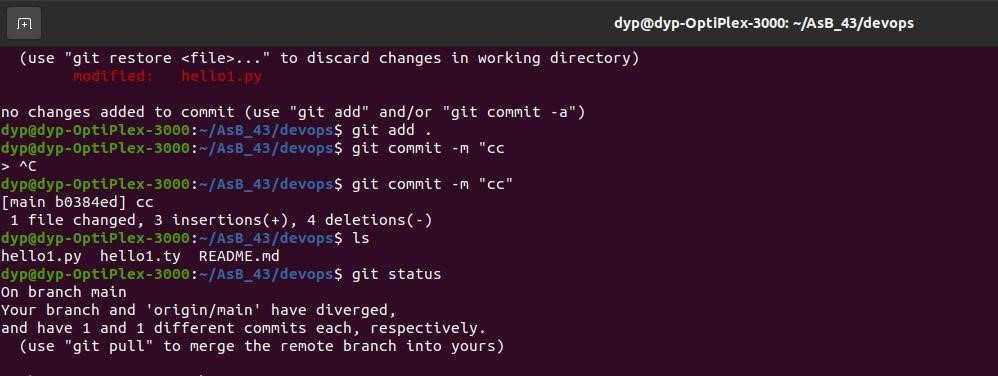 dyp@dyp-OptiPlex-3000: ~/AsB_43/devops
(use "git restore <file>..." to discard changes in working directory)
modified:   hello1.py
no changes added to commit (use "git add" and/or "git commit -a")
dyp@dyp-OptiPlex-3000:~/AsB_43/devops$ git add .
dyp@dyp-OptiPlex-3000:~/AsB_43/devops$ git commit -m "cc
> ^C
dyp@dyp-OptiPlex-3000:~/AsB_43/devops$ git commit -m "cc"
[main b0384ed] cc
1 file changed, 3 insertions(+), 4 deletions(-)
dyp@dyp-OptiPlex-3000:~/AsB_43/devops$ ls
hello1.py  hello1.ty  README.md
dyp@dyp-OptiPlex-3000:~/AsB_43/devops$ git status
On branch main
Your branch and 'origin/main' have diverged,
and have 1 and 1 different commits each, respectively.
(use "git pull" to merge the remote branch into yours)